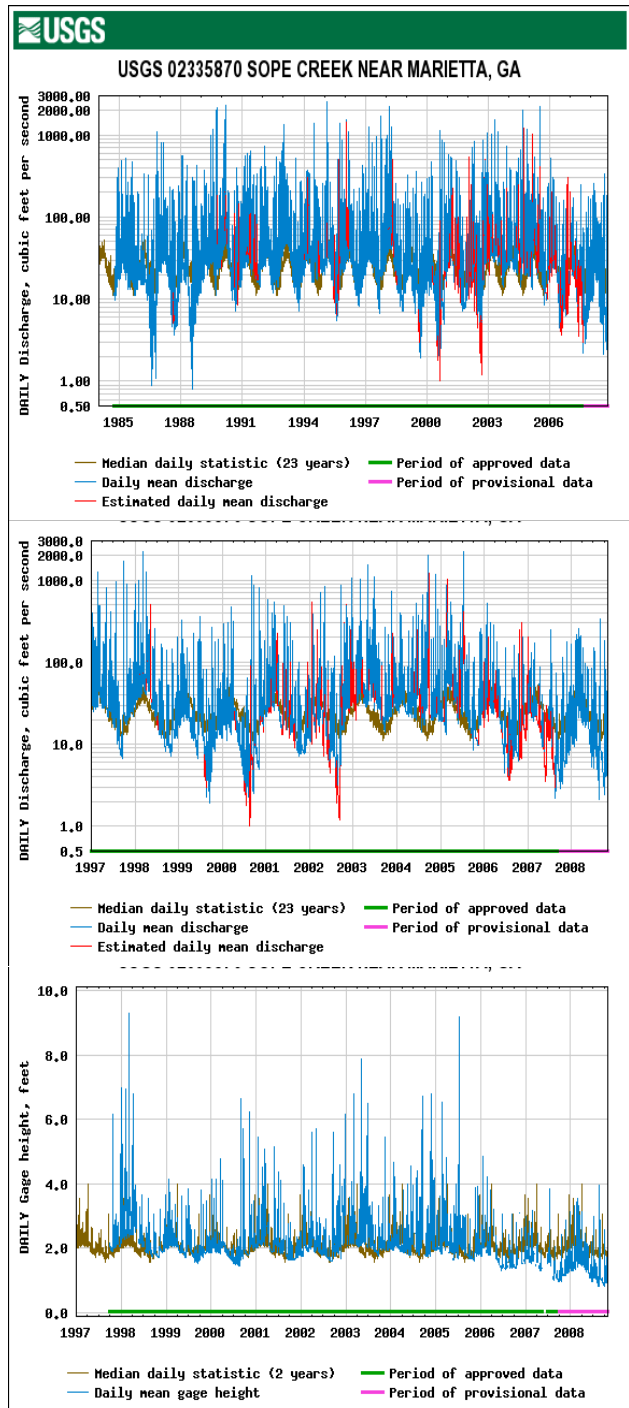 USGS
USGS 02335870 SOPE CREEK NEAR MARIETTA, GA
DAILY Discharge, cubic feet per second
3000.00
2000.00
1000.00
100.00
10.00
1.00
0.50
1985 1988 1991 1994 1997 2000 2003 2006
Median daily statistic (23 years) Period of approved data
Daily mean discharge Period of provisional data
Estimated daily mean discharge
DAILY Discharge, cubic feet per second
3000.0
2000.0
1000.0
100.0
10.0
1.0
0.5
1997 1998 1999 2000 2001 2002 2003 2004 2005 2006 2007 2008
Median daily statistic (23 years) Period of approved data
Daily mean discharge Period of provisional data
Estimated daily mean discharge
DAILY Gage height, feet
10.0
8.0
6.0
4.0
2.0
0.0
1997 1998 1999 2000 2001 2002 2003 2004 2005 2006 2007 2008
Median daily statistic (2 years) Period of approved data
Daily mean gage height Period of provisional data